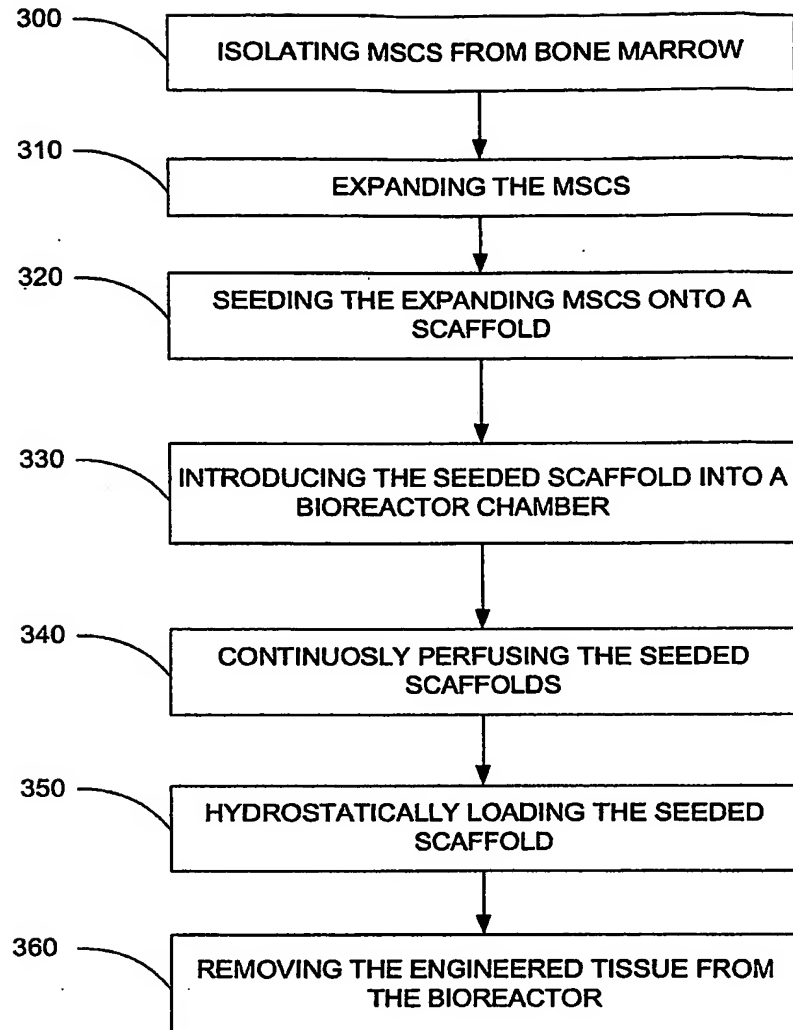 300
ISOLATING MSCS FROM BONE MARROW
310
EXPANDING THE MSCS
320
SEEDING THE EXPANDING MSCS ONTO A
SCAFFOLD
330
INTRODUCING THE SEEDED SCAFFOLD INTO A
BIOREACTOR CHAMBER
340
CONTINUOSLY PERFUSING THE SEEDED
SCAFFOLDS
350
HYDROSTATICALLY LOADING THE SEEDED
SCAFFOLD
360
REMOVING THE ENGINEERED TISSUE FROM
THE BIOREACTOR